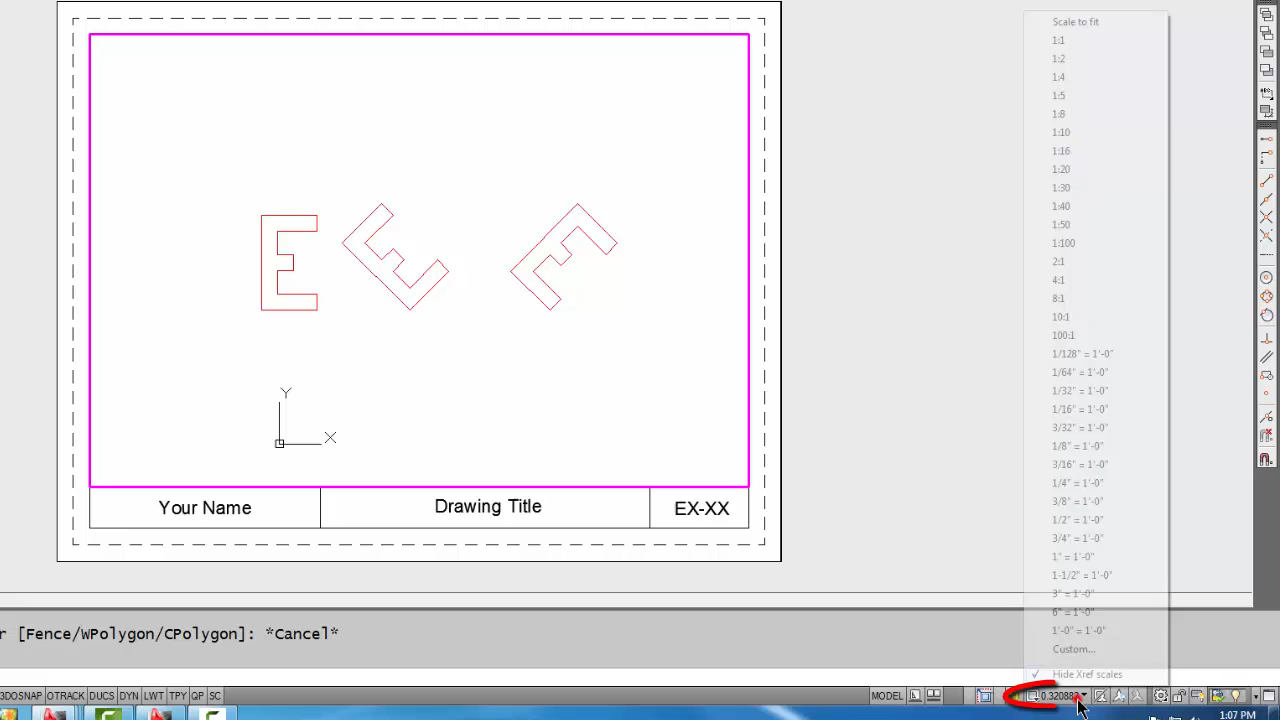 Scale to fit
1:1
1:2
1:4
1:5
1:8
1:10
1:16
1:20
1:30
1:40
1:50
1:100
2:1
4:1
8:1
10:1
100:1
1/128" = 1'-0"
1/64" = 1'-0"
1/32" = 1'-0"
1/16" = 1'-0"
3/32" = 1'-0"
1/8" = 1'-0"
3/16" = 1'-0"
1/4" = 1'-0"
3/8" = 1'-0"
1/2" = 1'-0"
3/4" = 1'-0"
1" = 1'-0"
1-1/2" = 1'-0"
3" = 1'-0"
6" = 1'-0"
1'-0" = 1'-0"
Custom...
Hide Xref scales
E E E
Y
X
Your Name Drawing Title EX-XX
r [Fence/WPolygon/CPolygon]: *Cancel*
3DOSNAP OTRACK DUCS DYN LWT TPY QP SC MODEL
1:07 PM